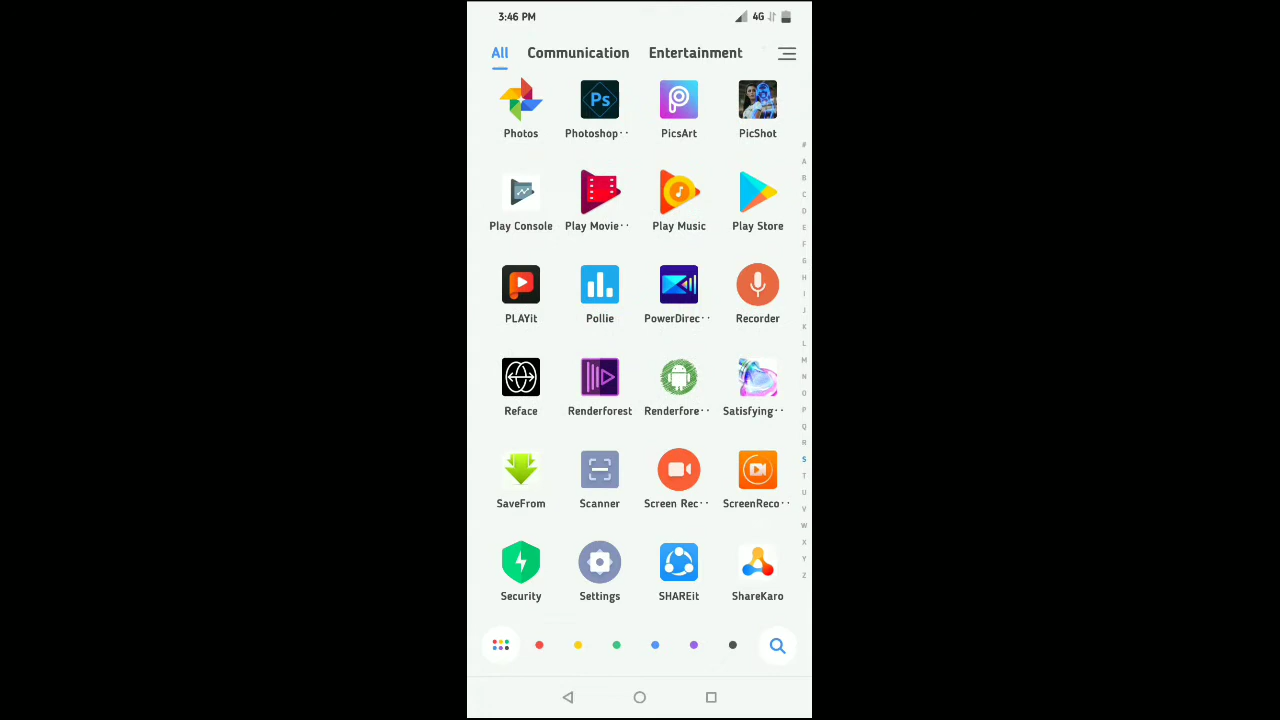 3:46 PM 4G
All Communication Entertainment
Photos Photoshop·· PicsArt PicShot
Play Console Play Movie·· Play Music Play Store
PLAYit Pollie PowerDirec·· Recorder
Reface Renderforest Renderfore·· Satisfying··
SaveFrom Scanner Screen Rec·· ScreenReco··
Security Settings SHAREit ShareKaro
Ps
#
A
B
C
D
E
F
G
H
I
J
K
L
M
N
O
P
Q
R
S
T
U
V
W
X
Y
Z